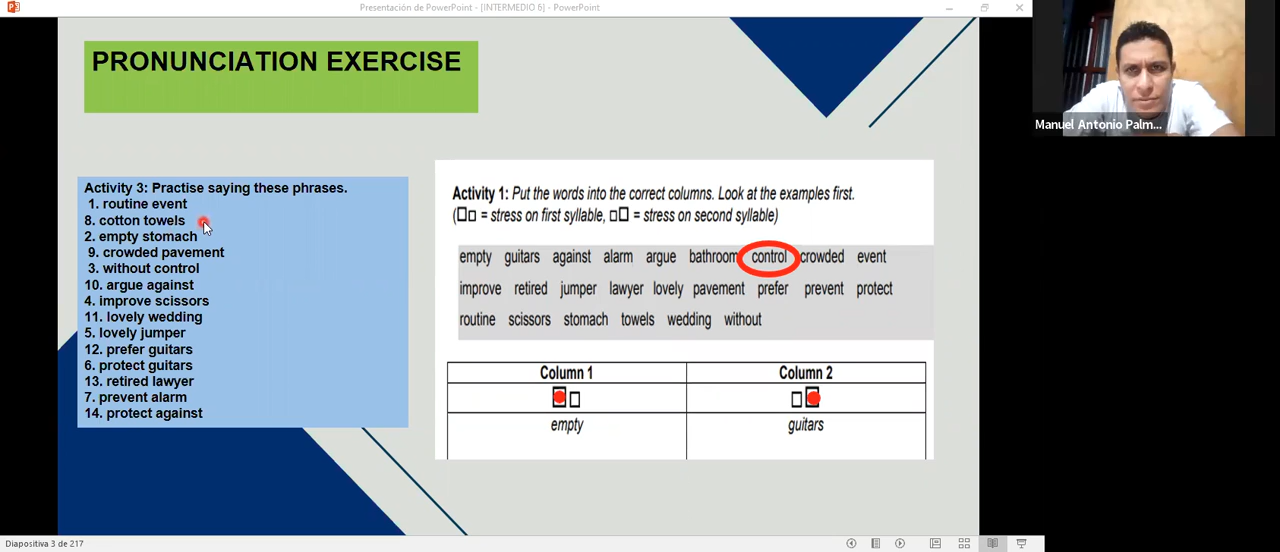 Presentación de PowerPoint - [INTERMEDIO 6] - PowerPoint
PRONUNCIATION EXERCISE
Manuel Antonio Palm...
Activity 3: Practise saying these phrases.
1. routine event
8. cotton towels
2. empty stomach
9. crowded pavement
3. without control
10. argue against
4. improve scissors
11. lovely wedding
5. lovely jumper
12. prefer guitars
6. protect guitars
13. retired lawyer
7. prevent alarm
14. protect against
Activity 1: Put the words into the correct columns. Look at the examples first.
(□□ = stress on first syllable, □□ = stress on second syllable)
empty guitars against alarm argue bathroom control crowded event
improve retired jumper lawyer lovely pavement prefer prevent protect
routine scissors stomach towels wedding without
Column 1 Column 2
empty guitars
Diapositiva 3 de 217